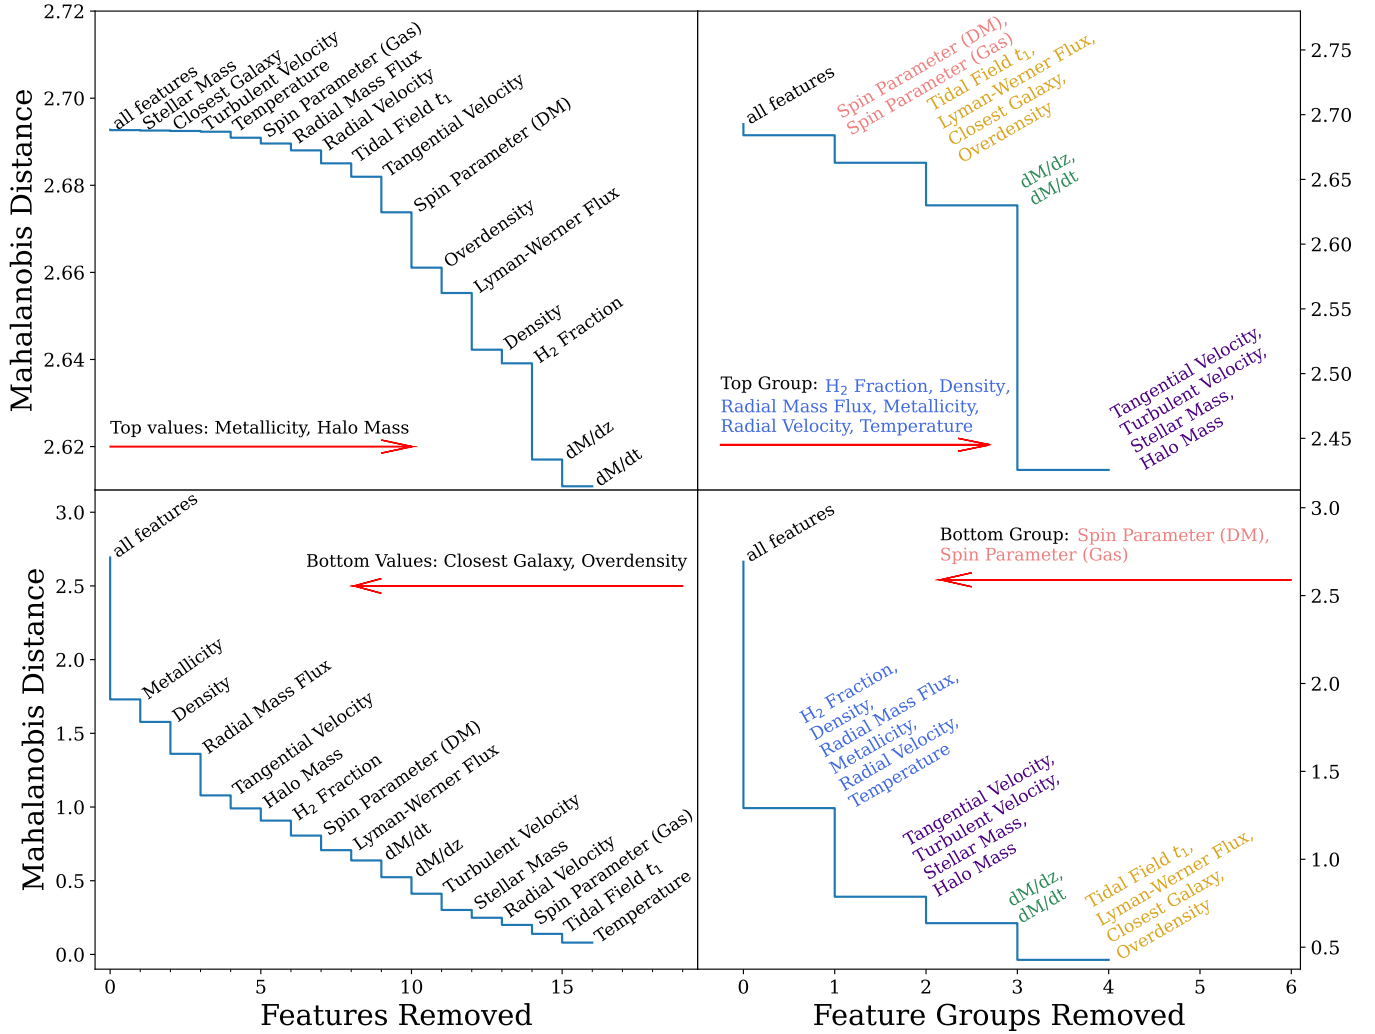 2.72
2.70
2.68
2.66
2.64
2.62
Mahalanobis Distance
all features
Stellar Mass
Closest Galaxy
Turbulent Velocity
Temperature
Spin Parameter (Gas)
Radial Mass Flux
Radial Velocity
Tidal Field t₁
Tangential Velocity
Spin Parameter (DM)
Overdensity
Lyman-Werner Flux
Density
H₂ Fraction
dM/dz
dM/dt
Top values: Metallicity, Halo Mass
all features
Spin Parameter (DM),
Spin Parameter (Gas)
Tidal Field t₁,
Lyman-Werner Flux,
Closest Galaxy,
Overdensity
dM/dz,
dM/dt
Tangential Velocity,
Turbulent Velocity,
Stellar Mass,
Halo Mass
Top Group: H₂ Fraction, Density,
Radial Mass Flux, Metallicity,
Radial Velocity, Temperature
2.75
2.70
2.65
2.60
2.55
2.50
2.45
3.0
2.5
2.0
1.5
1.0
0.5
0.0
Mahalanobis Distance
all features
Bottom Values: Closest Galaxy, Overdensity
Metallicity
Density
Radial Mass Flux
Tangential Velocity
Halo Mass
H₂ Fraction
Spin Parameter (DM)
Lyman-Werner Flux
dM/dt
dM/dz
Turbulent Velocity
Stellar Mass
Radial Velocity
Spin Parameter (Gas)
Tidal Field t₁
Temperature
0 5 10 15
Features Removed
all features
Bottom Group: Spin Parameter (DM),
Spin Parameter (Gas)
H₂ Fraction,
Density,
Radial Mass Flux,
Metallicity,
Radial Velocity,
Temperature
Tangential Velocity,
Turbulent Velocity,
Stellar Mass,
Halo Mass
dM/dz,
dM/dt
Tidal Field t₁,
Lyman-Werner Flux,
Closest Galaxy,
Overdensity
3.0
2.5
2.0
1.5
1.0
0.5
0 1 2 3 4 5 6
Feature Groups Removed